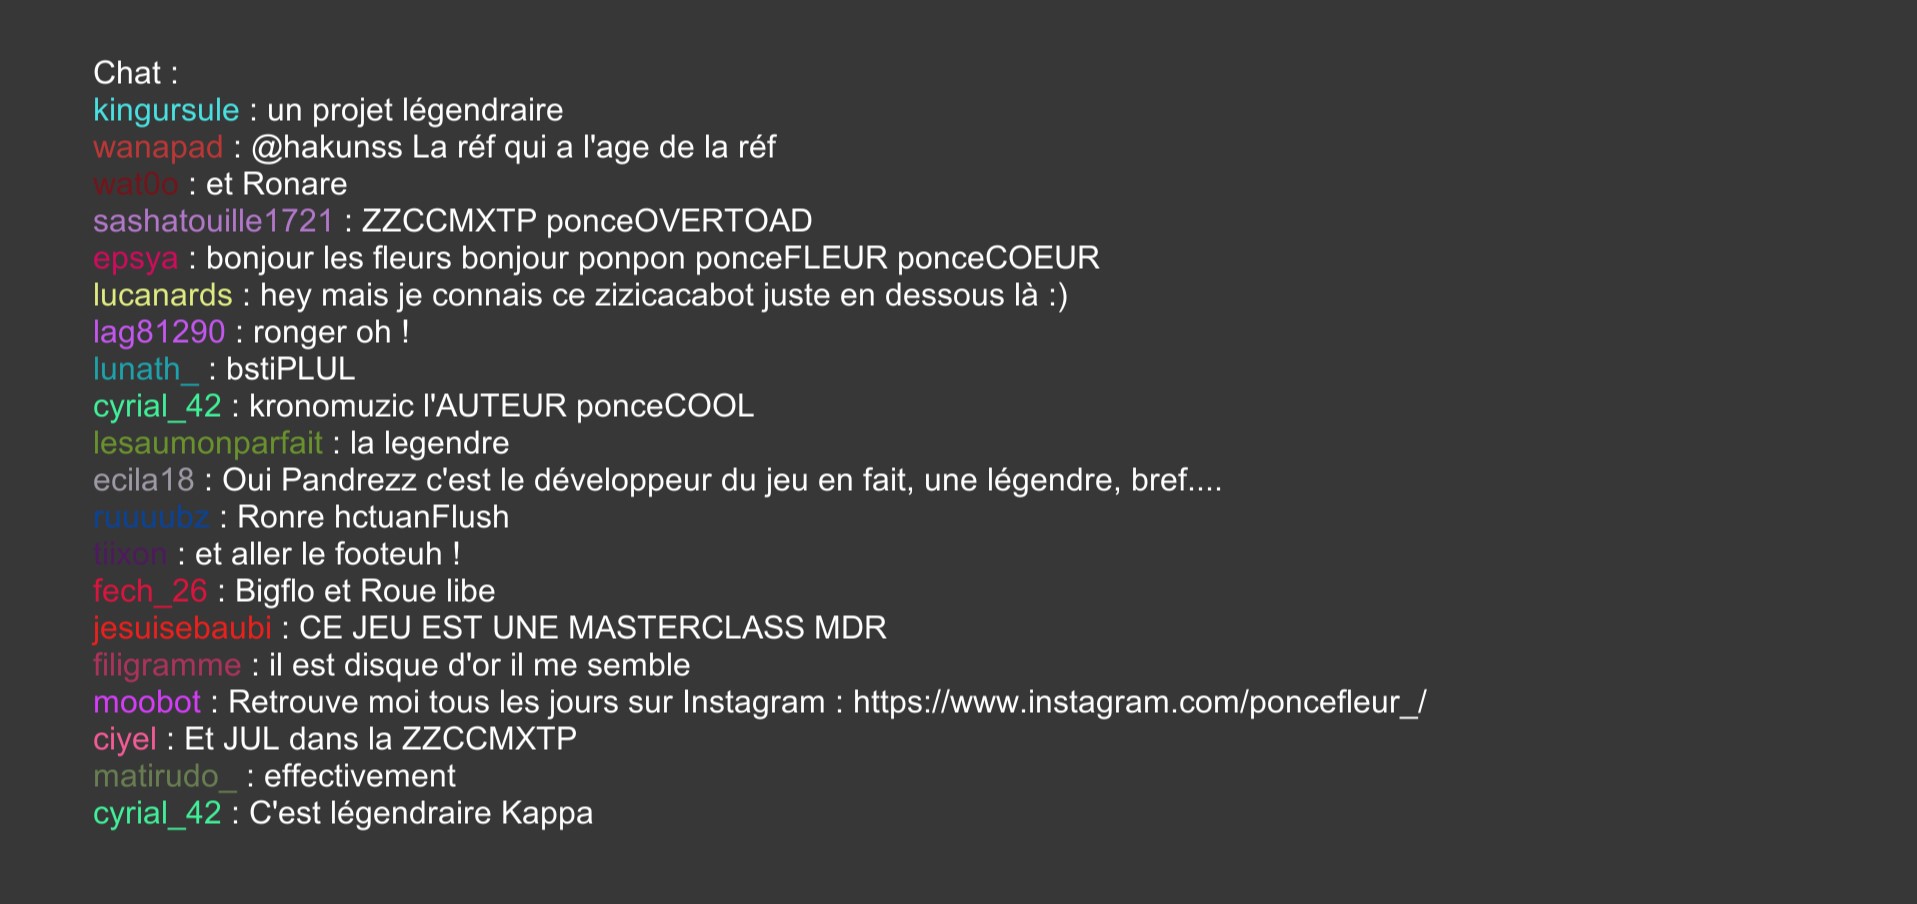 Chat :
kingursule : un projet légendraire
wanapad : @hakunss La réf qui a l'age de la réf
wat0o : et Ronare
sashatouille1721 : ZZCCMXTP ponceOVERTOAD
epsya : bonjour les fleurs bonjour ponpon ponceFLEUR ponceCOEUR
lucanards : hey mais je connais ce zizicacabot juste en dessous là :)
lag81290 : ronger oh !
lunath_ : bstiPLUL
cyrial_42 : kronomuzic l'AUTEUR ponceCOOL
lesaumonparfait : la legendre
ecila18 : Oui Pandrezz c'est le développeur du jeu en fait, une légendre, bref....
ruuuubz : Ronre hctuanFlush
tiixon : et aller le footeuh !
fech_26 : Bigflo et Roue libe
jesuisebaubi : CE JEU EST UNE MASTERCLASS MDR
filigramme : il est disque d'or il me semble
moobot : Retrouve moi tous les jours sur Instagram : https://www.instagram.com/poncefleur_/
ciyel : Et JUL dans la ZZCCMXTP
matirudo_ : effectivement
cyrial_42 : C'est légendraire Kappa